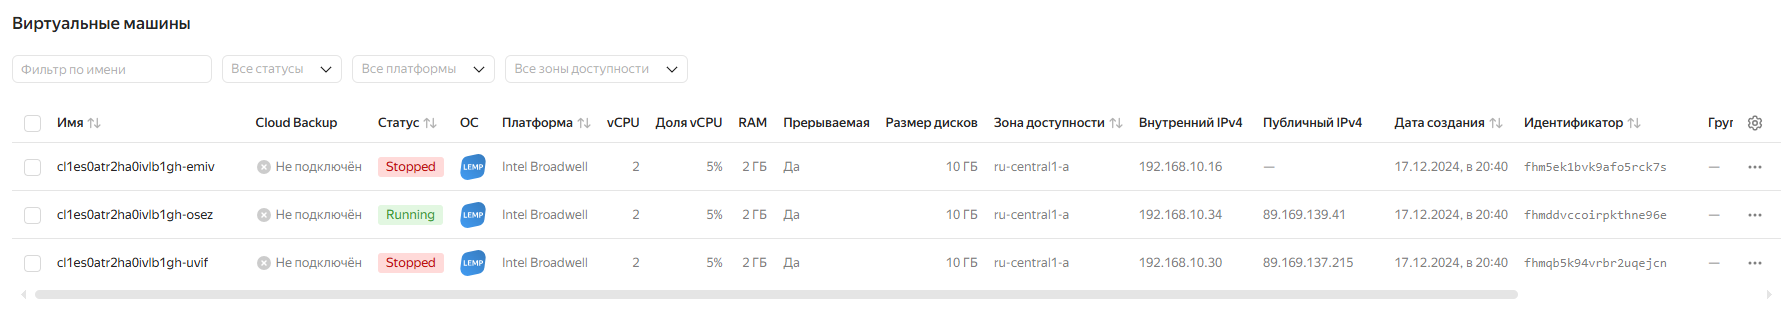 Виртуальные машины
Фильтр по имени Все статусы Все платформы Все зоны доступности
Имя Cloud Backup Статус ОС Платформа vCPU Доля vCPU RAM Прерываемая Размер дисков Зона доступности Внутренний IPv4 Публичный IPv4 Дата создания Идентификатор Груг
cl1es0atr2ha0ivlb1gh-emiv Не подключён Stopped LEMP Intel Broadwell 2 5% 2 ГБ Да 10 ГБ ru-central1-a 192.168.10.16 — 17.12.2024, в 20:40 fhm5ek1bvk9afo5rck7s — ···
cl1es0atr2ha0ivlb1gh-osez Не подключён Running LEMP Intel Broadwell 2 5% 2 ГБ Да 10 ГБ ru-central1-a 192.168.10.34 89.169.139.41 17.12.2024, в 20:40 fhmddvccoirpkthne96e — ···
cl1es0atr2ha0ivlb1gh-uvif Не подключён Stopped LEMP Intel Broadwell 2 5% 2 ГБ Да 10 ГБ ru-central1-a 192.168.10.30 89.169.137.215 17.12.2024, в 20:40 fhmqb5k94vrbr2uqejcn — ···